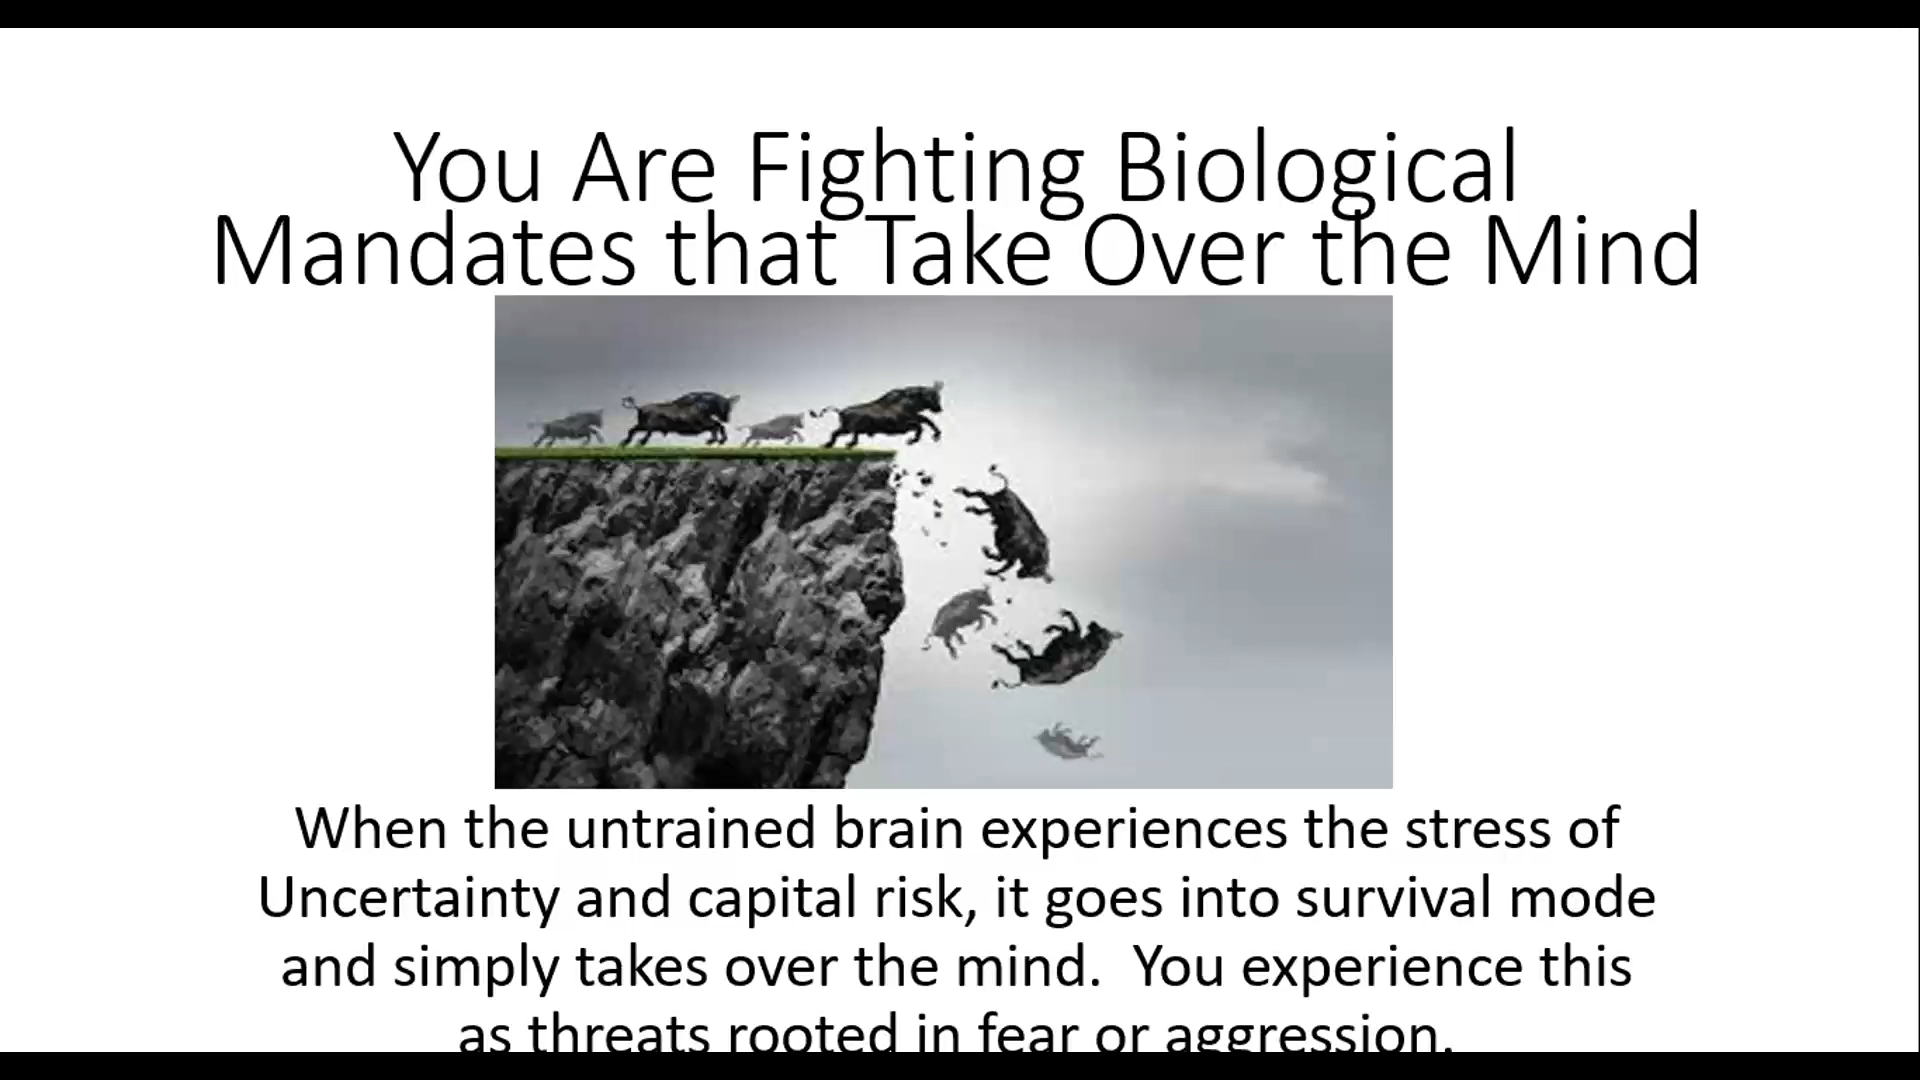 You Are Fighting Biological
Mandates that Take Over the Mind
When the untrained brain experiences the stress of
Uncertainty and capital risk, it goes into survival mode
and simply takes over the mind.  You experience this
as threats rooted in fear or aggression.